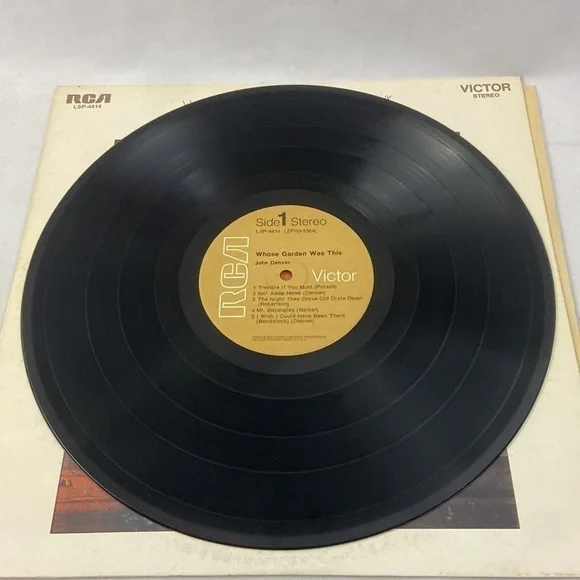 RCA
LSP-4414
VICTOR
STEREO
Side 1 Stereo
LSP-4414
Whose Garden Was This
John Denver
RCA Victor
1 Tremble If You Must (Potash)
2 Sail Away Home (Denver)
3 The Night They Drove Old Dixie Down
(Robertson)
4 Mr. Bojangles (Walker)
5 I Wish I Could Have Been There
(Woodstock) (Denver)